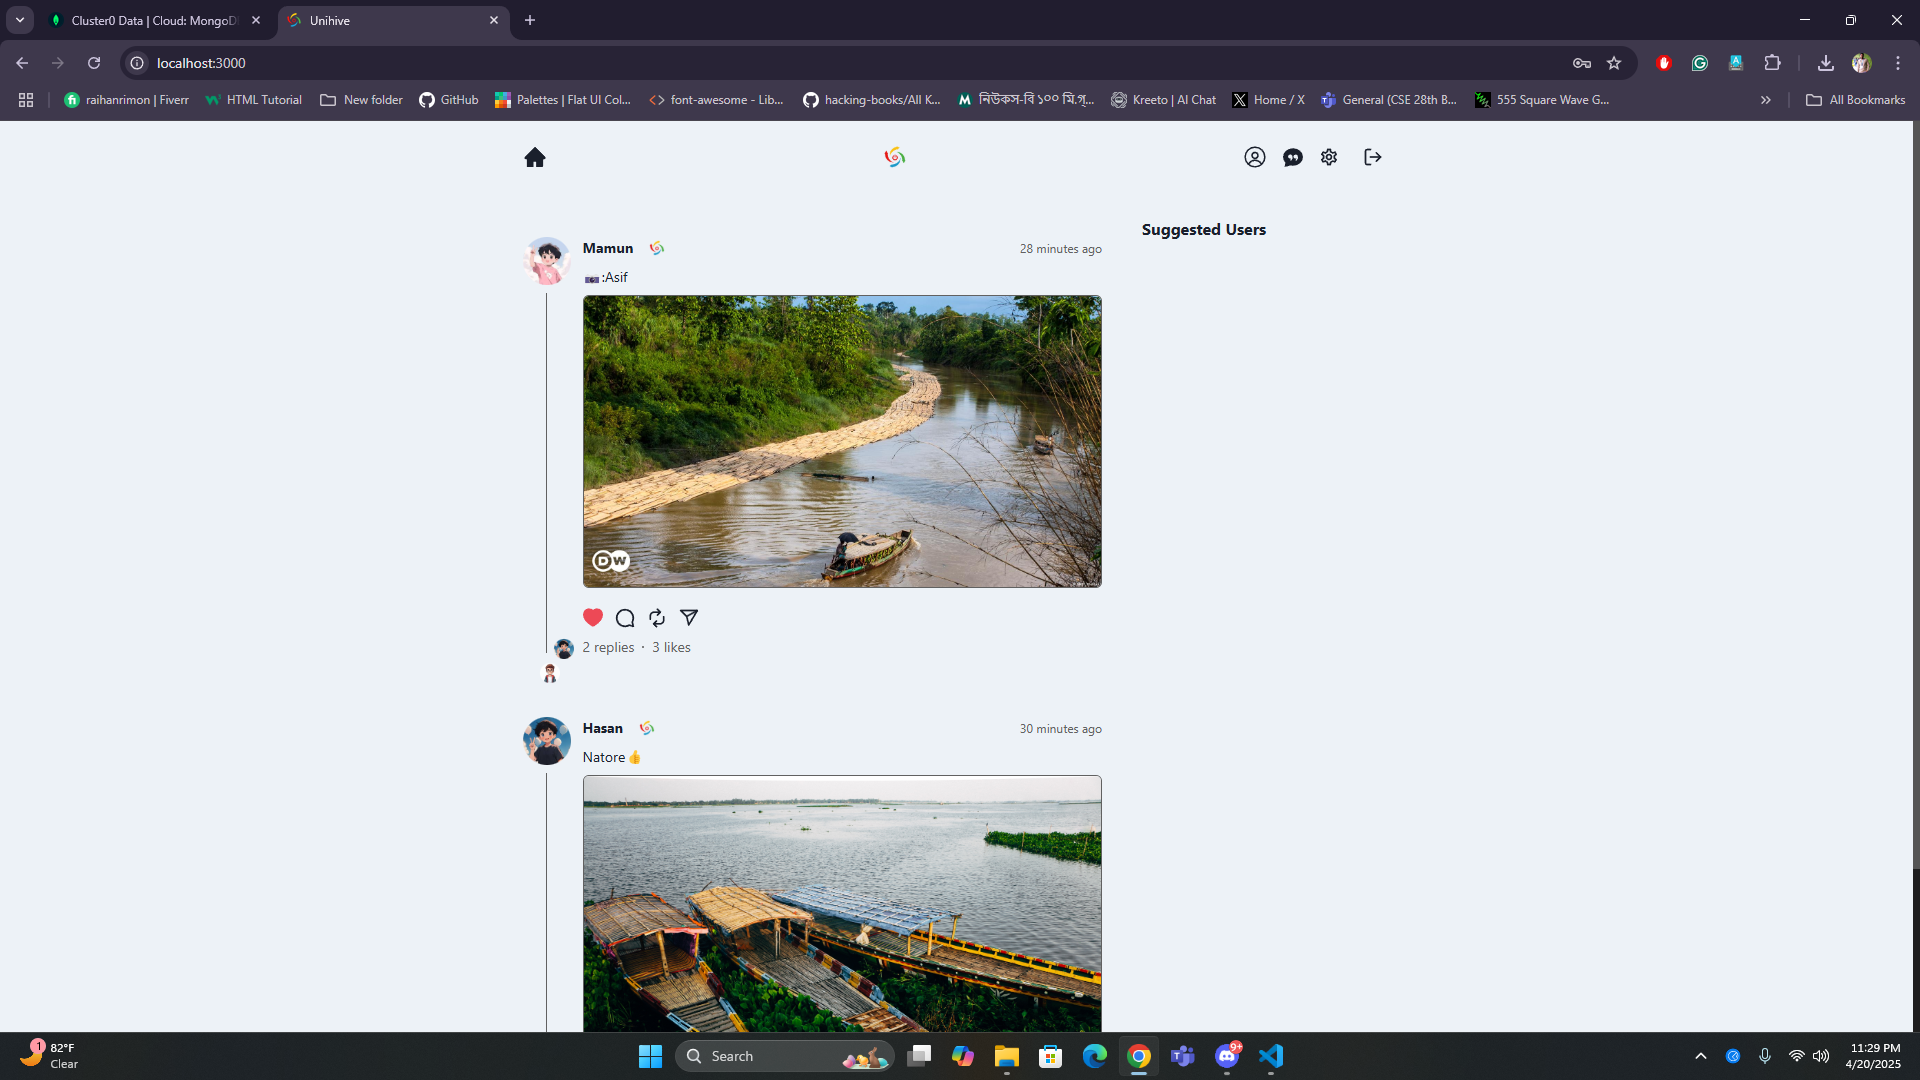 Cluster0 Data | Cloud: MongoD
Unihive
localhost:3000
raihanrimon | Fiverr
HTML Tutorial
New folder
GitHub
Palettes | Flat UI Col...
font-awesome - Lib...
hacking-books/All K...
নিউকস-বি ১০০ মি.গ্...
Kreeto | AI Chat
Home / X
General (CSE 28th B...
555 Square Wave G...
All Bookmarks
Suggested Users
Mamun
28 minutes ago
📷:Asif
DW
2 replies · 3 likes
Hasan
30 minutes ago
Natore👍
1
82°F
Clear
Search
9+
11:29 PM
4/20/2025